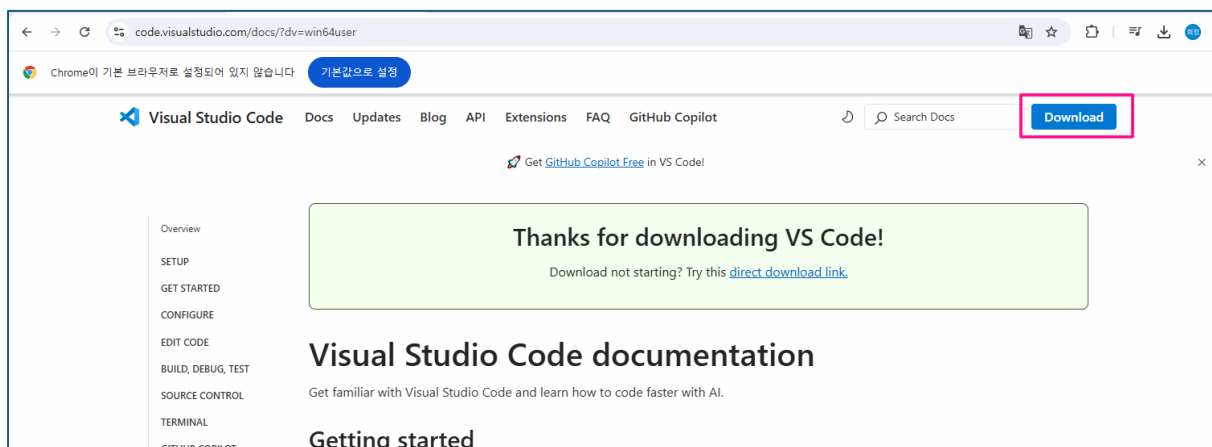 code.visualstudio.com/docs/?dv=win64user
Chrome이 기본 브라우저로 설정되어 있지 않습니다 기본값으로 설정
Visual Studio Code Docs Updates Blog API Extensions FAQ GitHub Copilot Search Docs Download
🚀 Get GitHub Copilot Free in VS Code!
Overview
SETUP
GET STARTED
CONFIGURE
EDIT CODE
BUILD, DEBUG, TEST
SOURCE CONTROL
TERMINAL
GITHUB COPILOT
Thanks for downloading VS Code!
Download not starting? Try this direct download link.
Visual Studio Code documentation
Get familiar with Visual Studio Code and learn how to code faster with AI.
Getting started